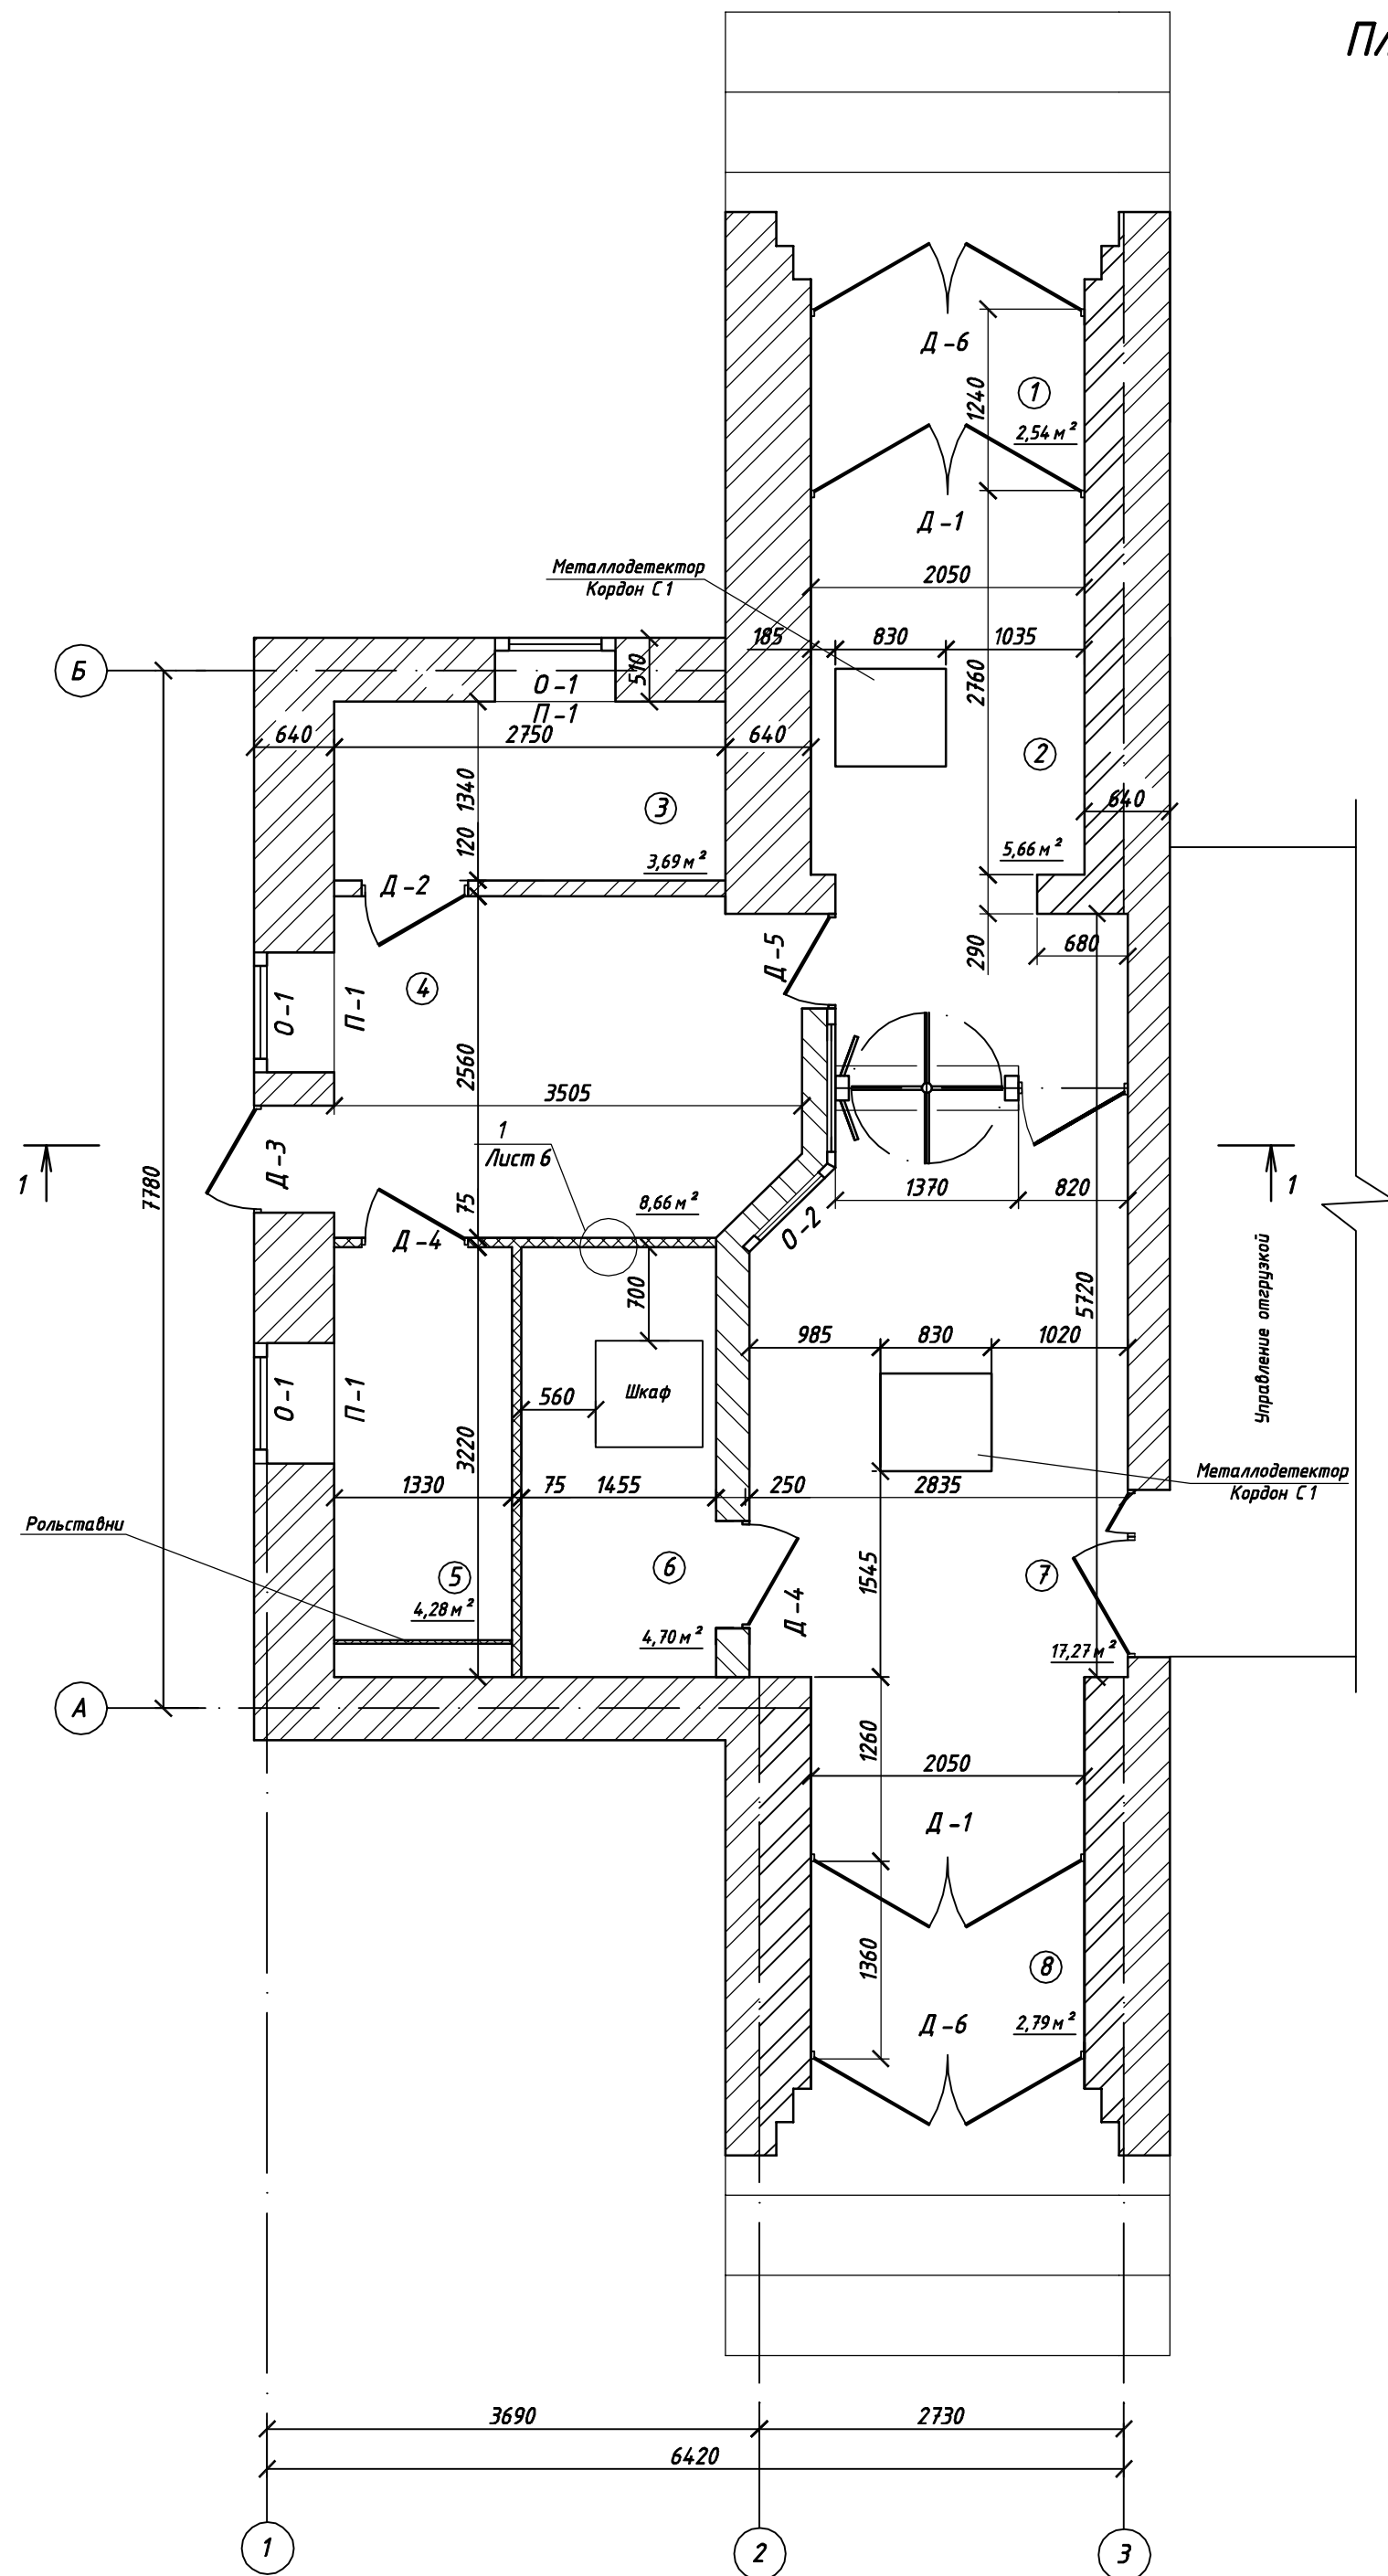 Пл
Д-6
1240
1
2,54 м²
Д-1
Металлодетектор
Кордон С1
2050
185
830
1035
Б
510
О-1
П-1
2760
640
2750
640
2
1340
3
640
120
3,69 м²
5,66 м²
Д-2
Д-5
290
680
4
О-1
П-1
2560
3505
1
Лист 6
Д-3
1
1
7780
75
8,66 м²
1370
820
Д-4
О-2
700
5720
Управление отгрузкой
985
830
1020
Шкаф
560
О-1
П-1
3220
1330
75
1455
250
2835
Металлодетектор
Кордон С1
Рольставни
5
6
1545
7
4,28 м²
4,70 м²
Д-4
17,27 м²
А
1260
2050
Д-1
1360
8
Д-6
2,79 м²
3690
2730
6420
1
2
3